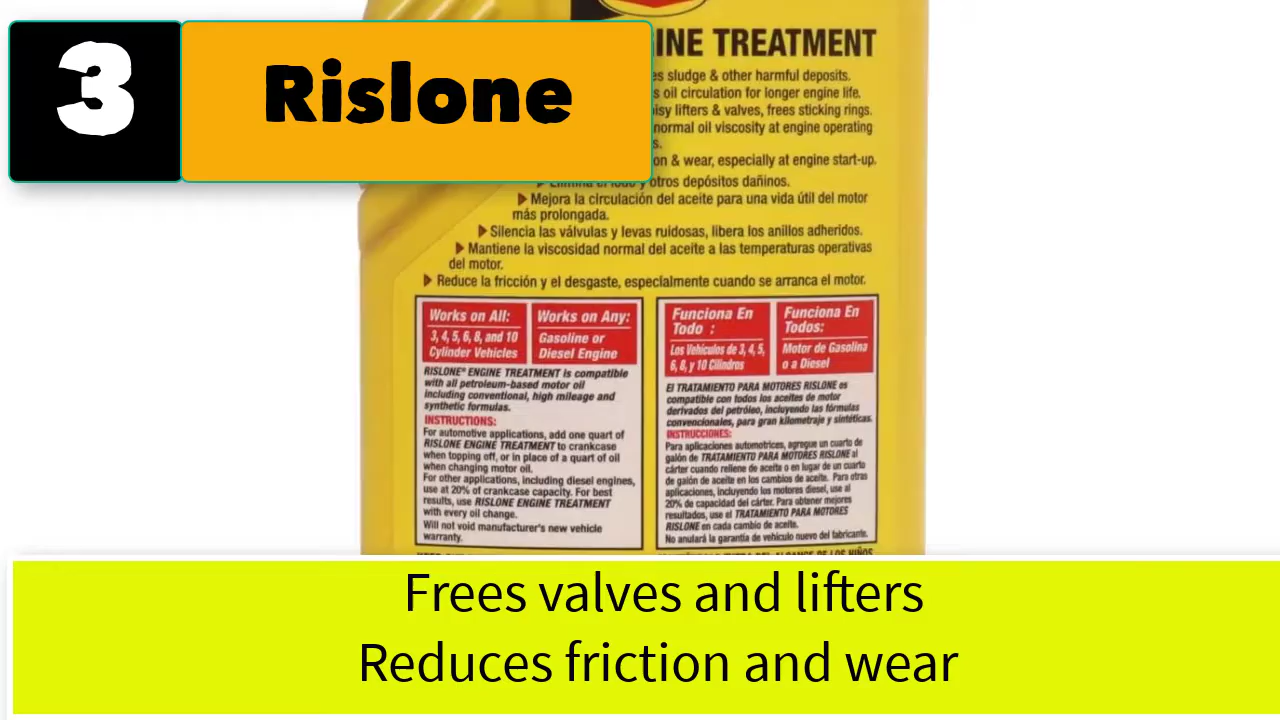 3
Rislone
INE TREATMENT
es sludge & other harmful deposits.
s oil circulation for longer engine life.
isy lifters & valves, frees sticking rings.
normal oil viscosity at engine operating
s.
on & wear, especially at engine start-up.
Elimina el lodo y otros depósitos dañinos.
Mejora la circulación del aceite para una vida útil del motor
más prolongada.
Silencia las válvulas y levas ruidosas, libera los anillos adheridos.
Mantiene la viscosidad normal del aceite a las temperaturas operativas
del motor.
Reduce la fricción y el desgaste, especialmente cuando se arranca el motor.
Works on All:
3, 4, 5, 6, 8, and 10
Cylinder Vehicles
Works on Any:
Gasoline or
Diesel Engine
RISLONE® ENGINE TREATMENT is compatible
with all petroleum-based motor oil
including conventional, high mileage and
synthetic formulas.
INSTRUCTIONS:
For automotive applications, add one quart of
RISLONE ENGINE TREATMENT to crankcase
when topping off, or in place of a quart of oil
when changing motor oil.
For other applications, including diesel engines,
use at 20% of crankcase capacity. For best
results, use RISLONE ENGINE TREATMENT
with every oil change.
Will not void manufacturer's new vehicle
warranty.
Funciona En
Todo :
Los Vehículos de 3, 4, 5,
6, 8, y 10 Cilindros
Funciona En
Todos:
Motor de Gasolina
o a Diesel
El TRATAMIENTO PARA MOTORES RISLONE es
compatible con todos los aceites de motor
derivados del petróleo, incluyendo las fórmulas
convencionales, para gran kilometraje y sintéticas.
INSTRUCCIONES:
Para aplicaciones automotrices, agregue un cuarto de
galón de TRATAMIENTO PARA MOTORES RISLONE al
cárter cuando rellene de aceite o en lugar de un cuarto
de galón de aceite en los cambios de aceite. Para otras
aplicaciones, incluyendo los motores diesel, use al
20% de capacidad del cárter. Para obtener mejores
resultados, use el TRATAMIENTO PARA MOTORES
RISLONE en cada cambio de aceite.
No anulará la garantía de vehículo nuevo del fabricante.
Frees valves and lifters
Reduces friction and wear